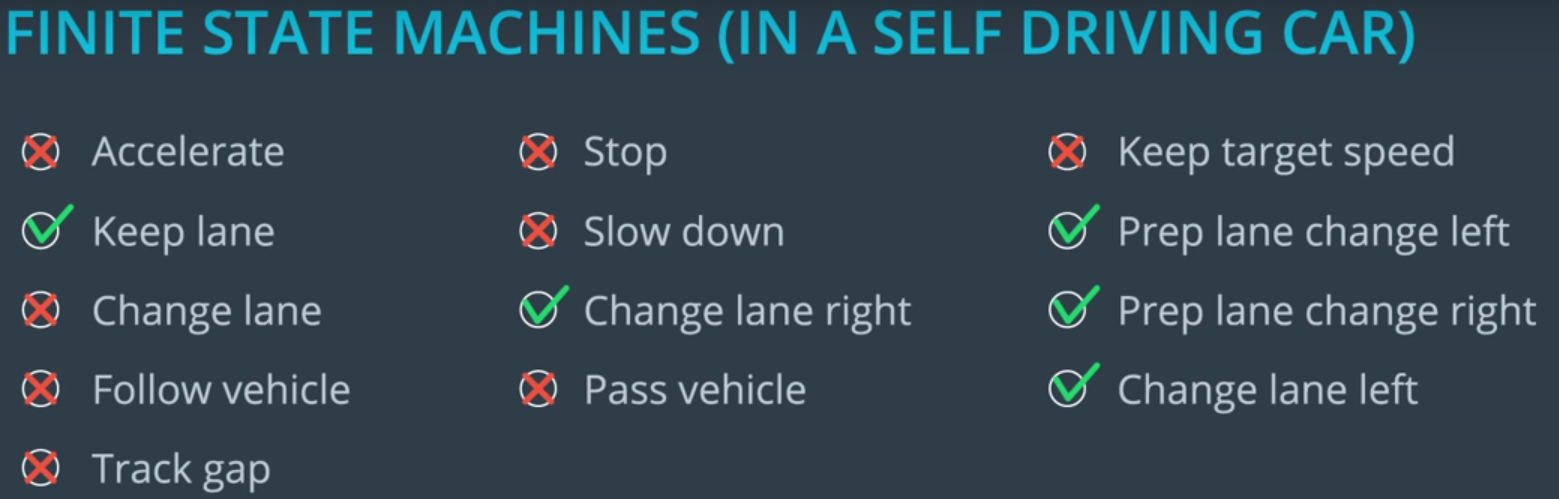 FINITE STATE MACHINES (IN A SELF DRIVING CAR)
Accelerate
Keep lane
Change lane
Follow vehicle
Track gap
Stop
Slow down
Change lane right
Pass vehicle
Keep target speed
Prep lane change left
Prep lane change right
Change lane left